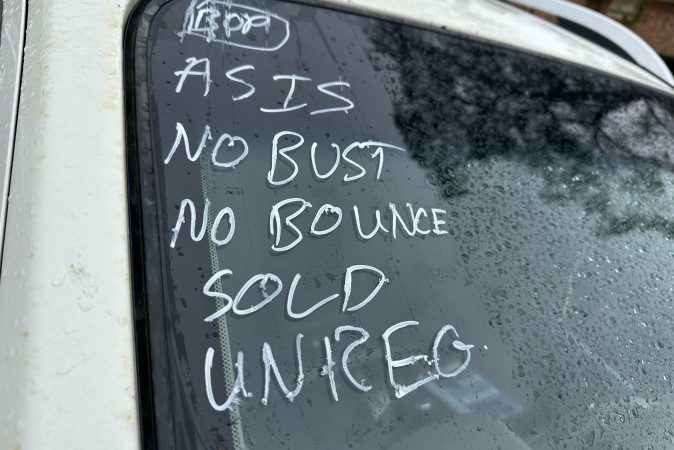 AS IS
NO BUST
NO BOUNCE
SOLD
UNREG.